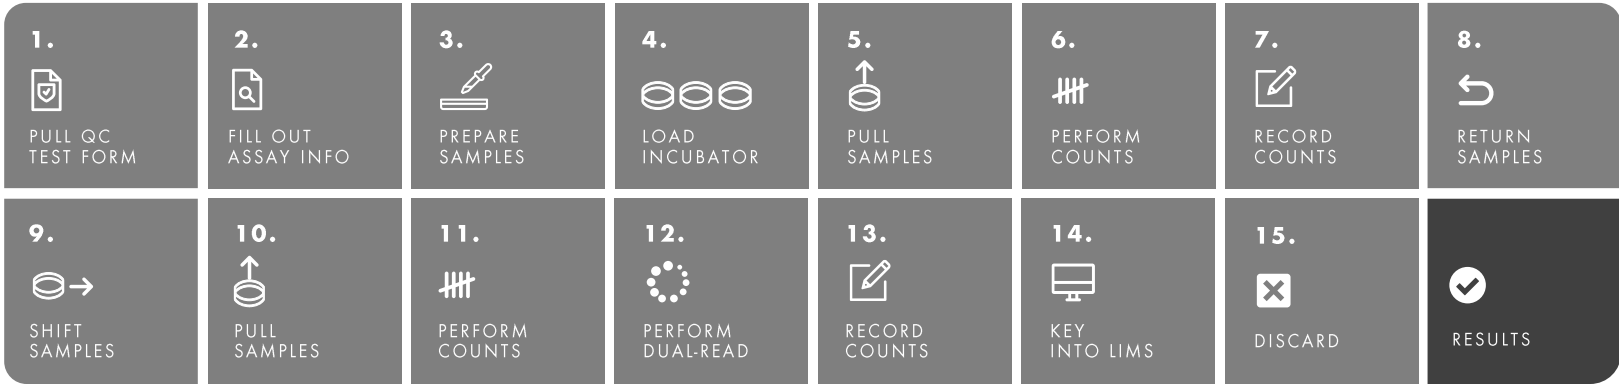 1.
PULL QC
TEST FORM
2.
FILL OUT
ASSAY INFO
3.
PREPARE
SAMPLES
4.
LOAD
INCUBATOR
5.
PULL
SAMPLES
6.
PERFORM
COUNTS
7.
RECORD
COUNTS
8.
RETURN
SAMPLES
9.
SHIFT
SAMPLES
10.
PULL
SAMPLES
11.
PERFORM
COUNTS
12.
PERFORM
DUAL-READ
13.
RECORD
COUNTS
14.
KEY
INTO LIMS
15.
DISCARD
RESULTS